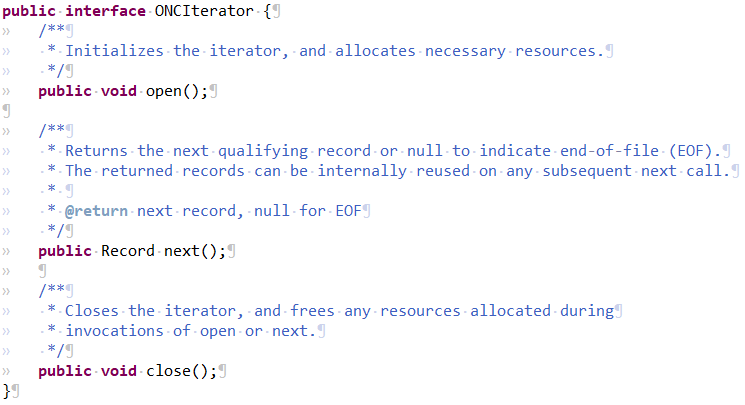 public interface ONCIterator {
/**
* Initializes the iterator, and allocates necessary resources.
*/
public void open();
/**
* Returns the next qualifying record or null to indicate end-of-file (EOF).
* The returned records can be internally reused on any subsequent next call.
*
* @return next record, null for EOF
*/
public Record next();
/**
* Closes the iterator, and frees any resources allocated during
* invocations of open or next.
*/
public void close();
}